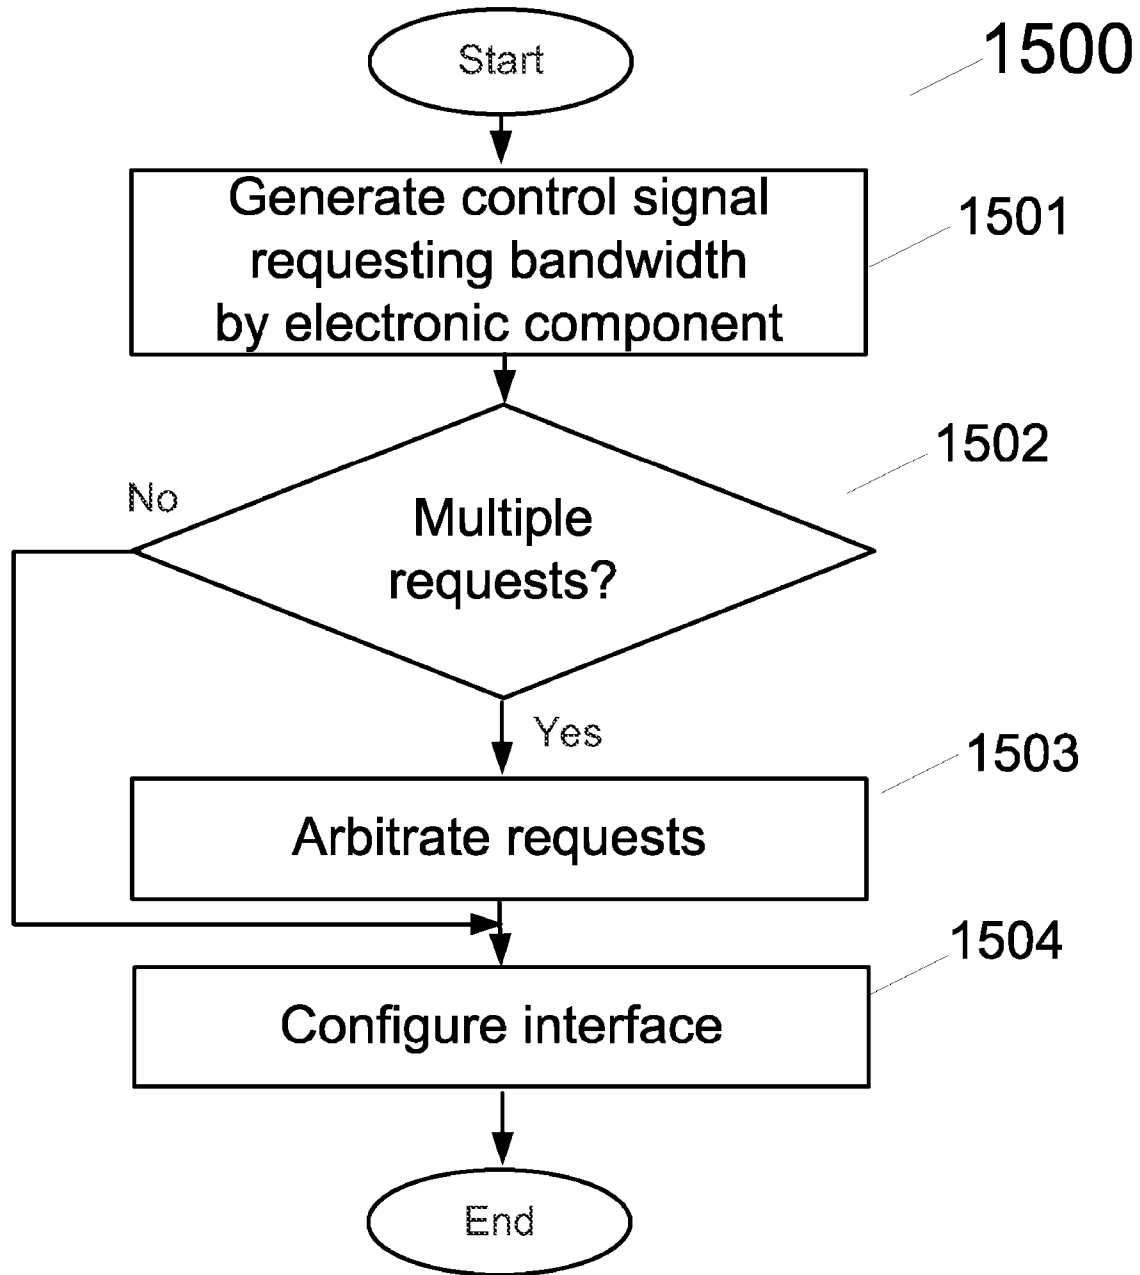 Start
1500
Generate control signal
requesting bandwidth
by electronic component
1501
1502
No
Multiple
requests?
Yes
1503
Arbitrate requests
1504
Configure interface
End